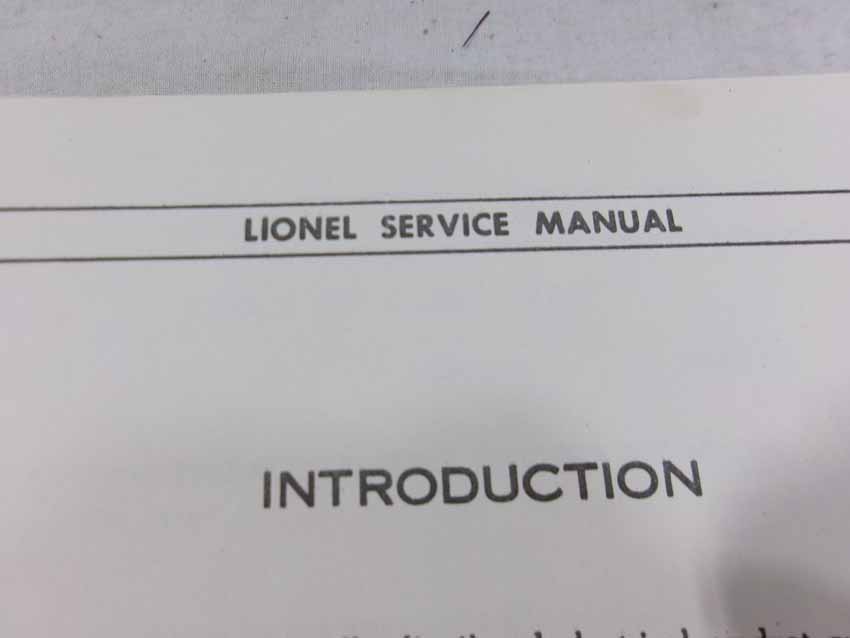 LIONEL SERVICE MANUAL
INTRODUCTION